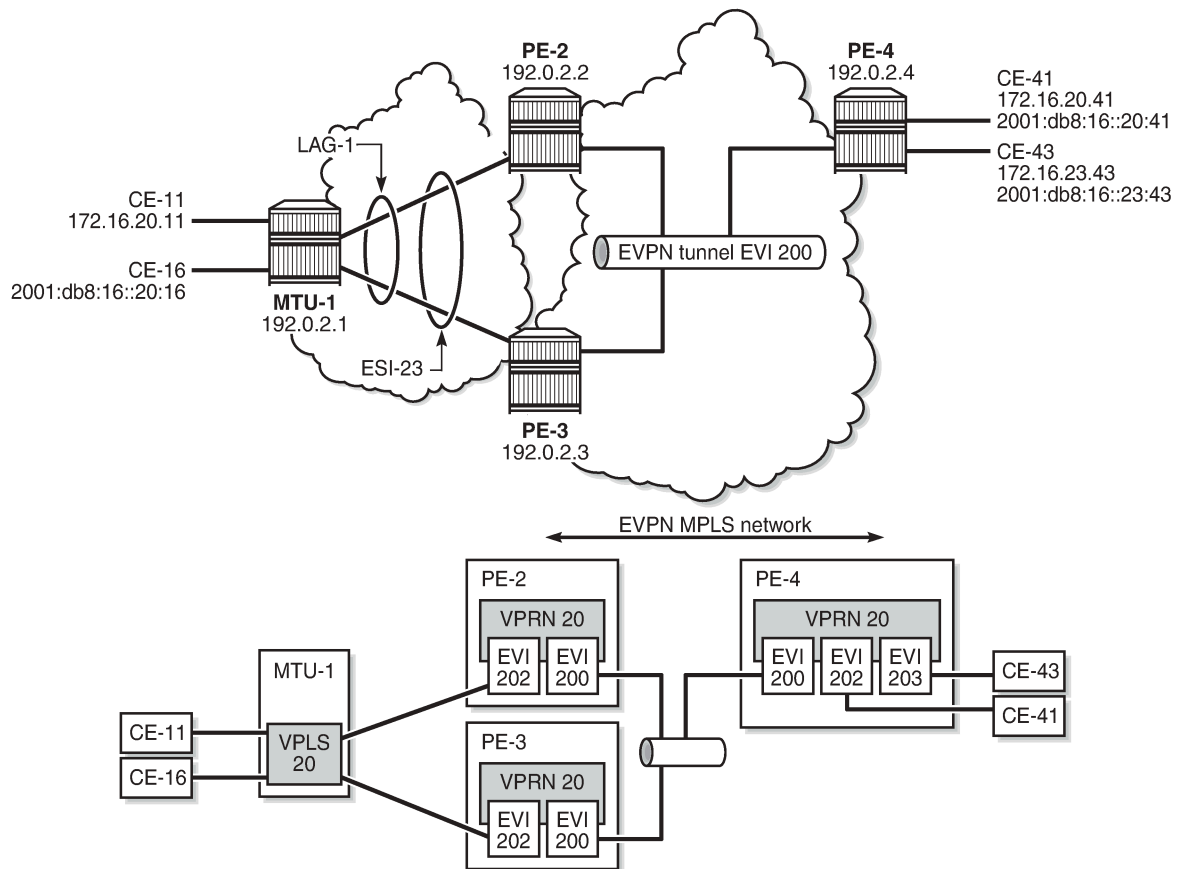 PE-2
192.0.2.2
PE-4
192.0.2.4
CE-41
172.16.20.41
2001:db8:16::20:41
CE-43
172.16.23.43
2001:db8:16::23:43
LAG-1
CE-11
172.16.20.11
CE-16
2001:db8:16::20:16
MTU-1
192.0.2.1
EVPN tunnel EVI 200
ESI-23
PE-3
192.0.2.3
EVPN MPLS network
PE-2
VPRN 20
EVI
202
EVI
200
PE-4
VPRN 20
EVI
200
EVI
202
EVI
203
CE-43
CE-41
MTU-1
VPLS
20
CE-11
CE-16
PE-3
VPRN 20
EVI
202
EVI
200